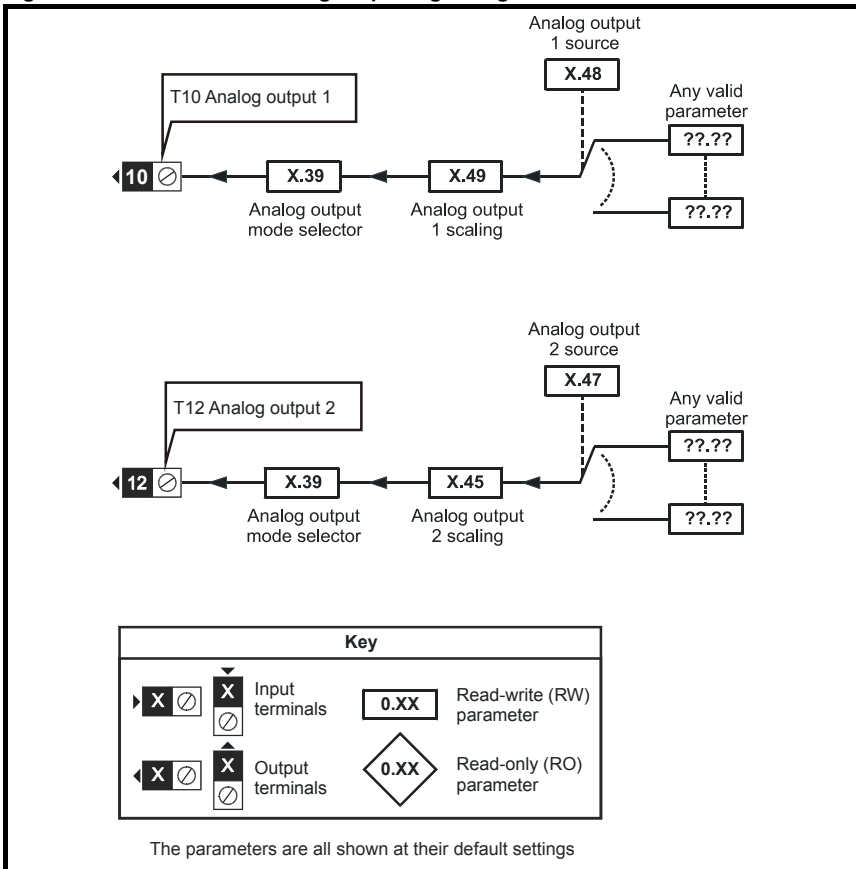 Analog output
1 source
X.48
T10 Analog output 1
Any valid
parameter
??.??
10
X.39
X.49
??.??
Analog output
mode selector
Analog output
1 scaling
Analog output
2 source
X.47
T12 Analog output 2
Any valid
parameter
??.??
12
X.39
X.45
??.??
Analog output
mode selector
Analog output
2 scaling
Key
X
X
Input
terminals
0.XX
Read-write (RW)
parameter
X
X
Output
terminals
0.XX
Read-only (RO)
parameter
The parameters are all shown at their default settings